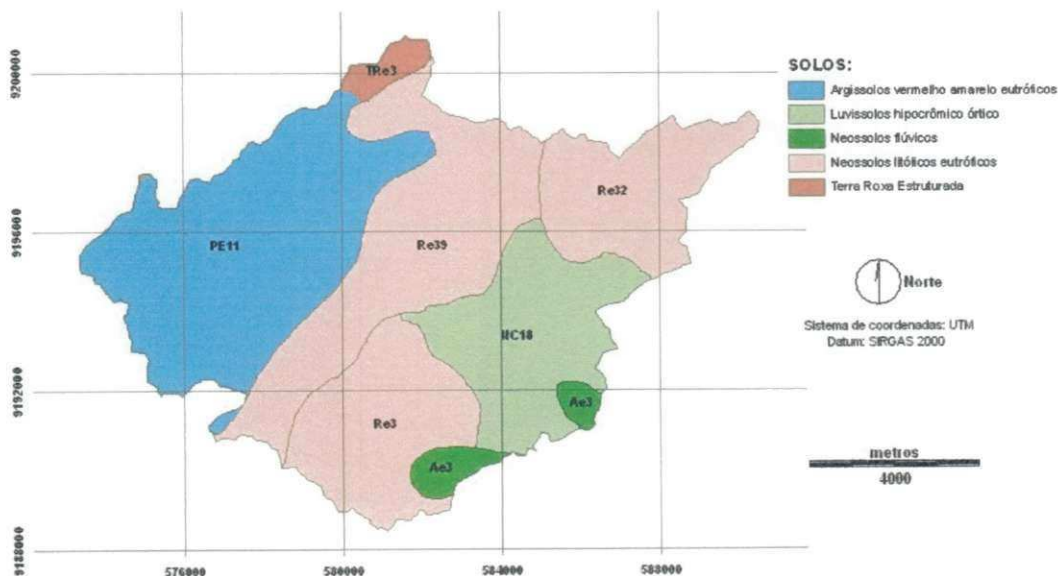 SOLOS:
Argissolos vermelho amarelo eutróficos
Luvissolos hipocrômico órtico
Neossolos flúvicos
Neossolos litólicos eutróficos
Terra Roxa Estruturada
Norte
Sistema de coordenadas: UTM
Datum: SIRGAS 2000
metros
4000
TRe3
Re32
PE11
Re39
NC18
Ae3
Re3
Ae3
9200000
9196000
9192000
9188000
576000
580000
584000
588000